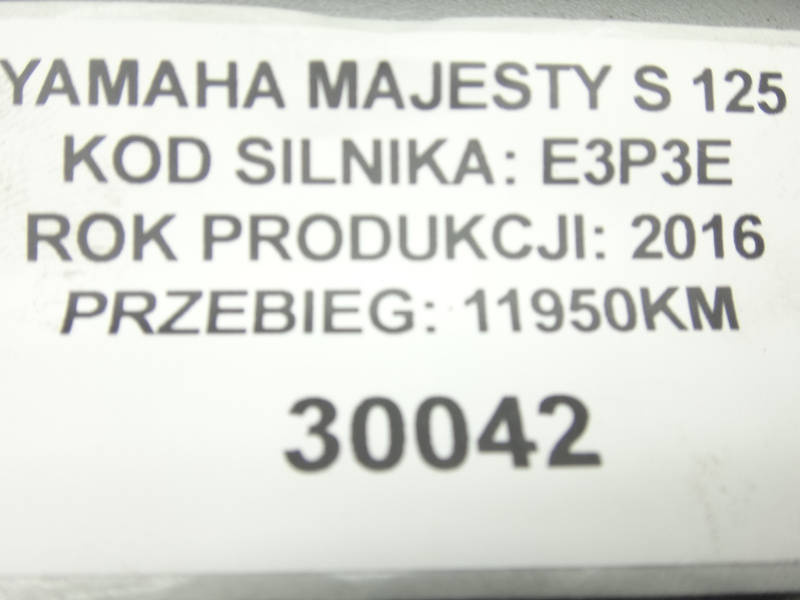 YAMAHA MAJESTY S 125
KOD SILNIKA: E3P3E
ROK PRODUKCJI: 2016
PRZEBIEG: 11950KM
30042